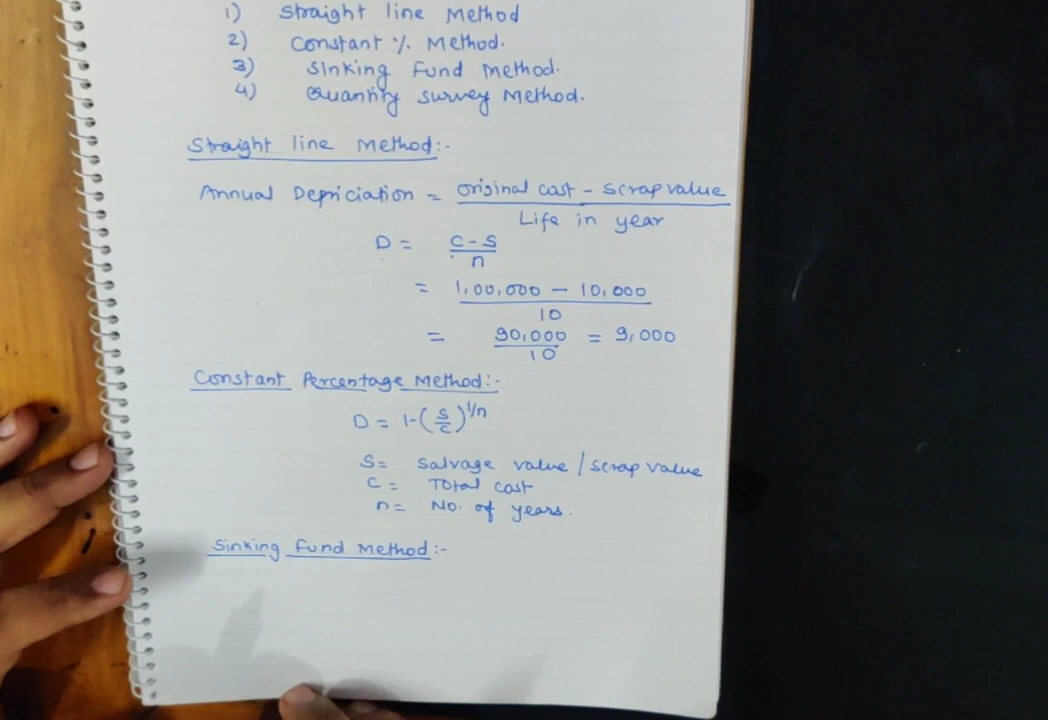 1) Straight line Method
2) Constant % Method.
3) Sinking Fund Method.
4) Quantity Survey Method.
Straight line Method:-
Annual Depriciation = original cost - scrap value
Life in year
D = C - S
n
= 1,00,000 - 10,000
10
= 90,000 = 9,000
10
Constant Percentage Method:-
D = 1-(S/C)^1/n
S= Salvage value / scrap value
C = Total cost
n = No. of years.
Sinking Fund Method:-